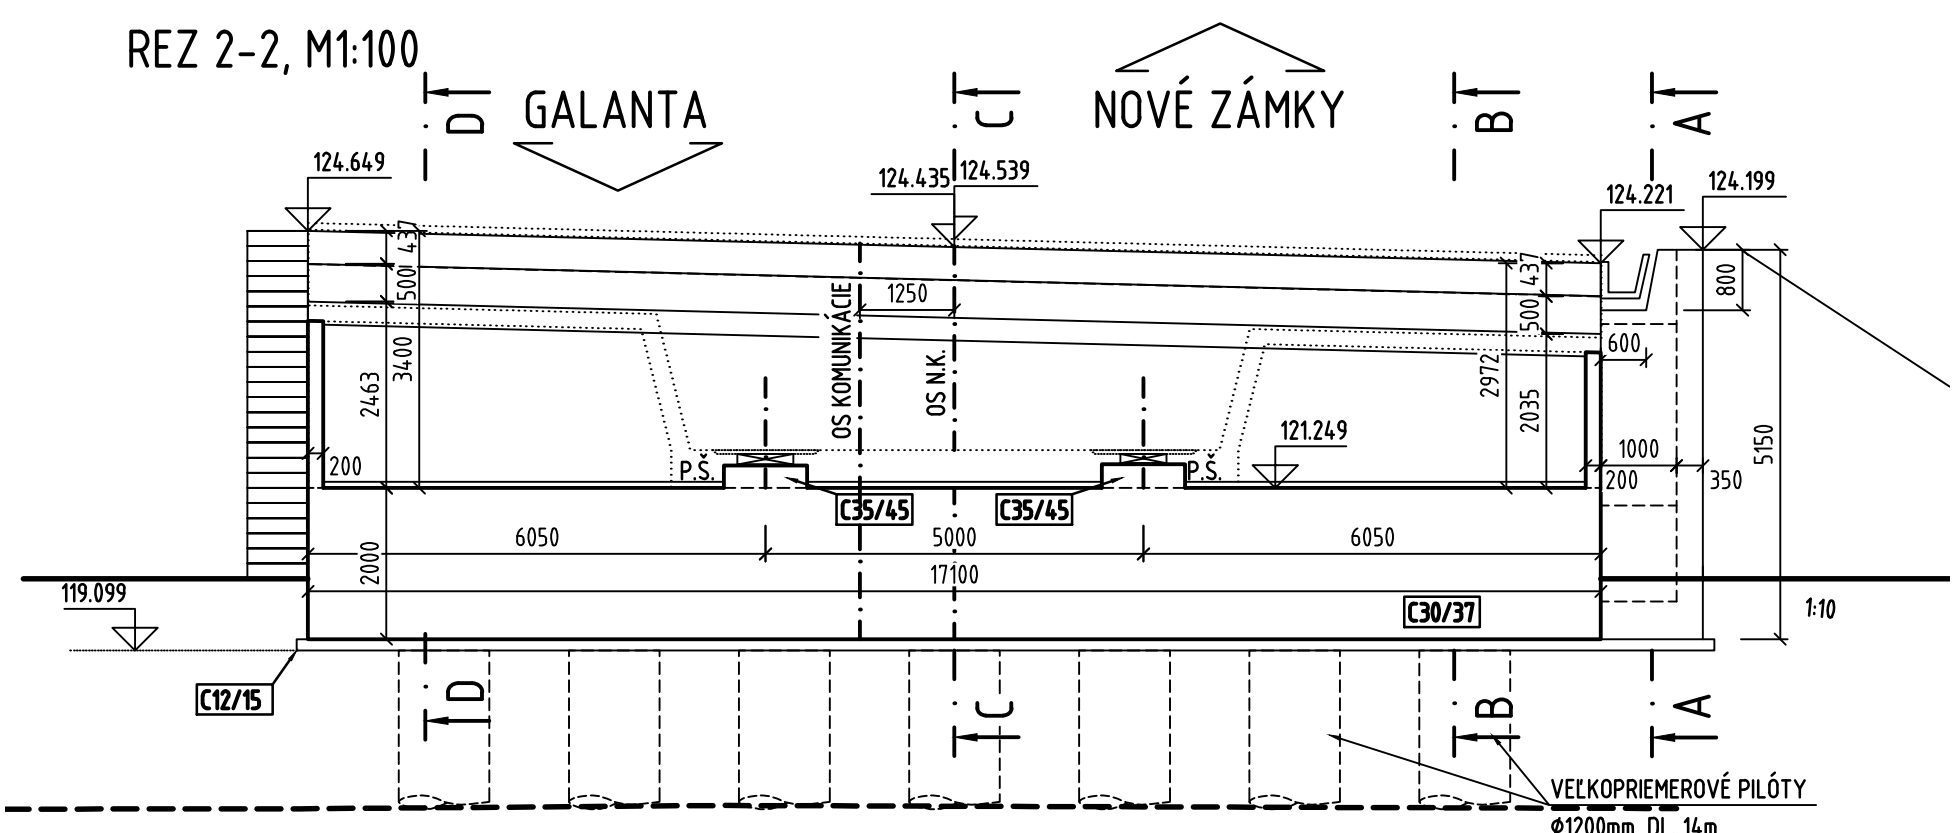 REZ 2-2, M1:100
D
GALANTA
C
NOVÉ ZÁMKY
B
A
124.649
124.435
124.539
124.221
124.199
437
500
3400
2463
200
2000
OS KOMUNIKÁCIE
1250
OS N.K.
437
500
2972
2035
600
800
5150
121.249
P.Š.
P.Š.
1000
200
350
C35/45
C35/45
6050
5000
6050
17100
119.099
C30/37
1:10
C12/15
D
C
B
A
VEĽKOPRIEMEROVÉ PILÓTY
Ø1200mm DL. 14m